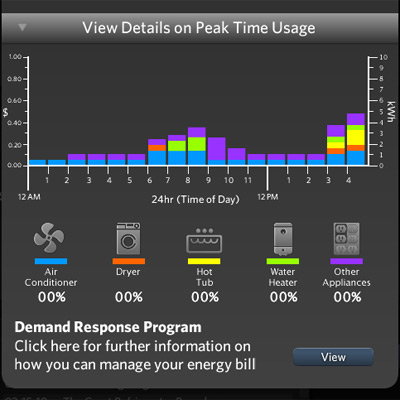 View Details on Peak Time Usage
1.00 10
9
0.80 8
7
0.60 6
$ kWh
5
0.40 4
3
0.20 2
1
0.00 0
1 2 3 4 5 6 7 8 9 10 11 1 2 3 4
12 AM 24hr (Time of Day) 12 PM
Air Conditioner
Dryer
Hot Tub
Water Heater
Other Appliances
00% 00% 00% 00% 00%
Demand Response Program
Click here for further information on
how you can manage your energy bill
View